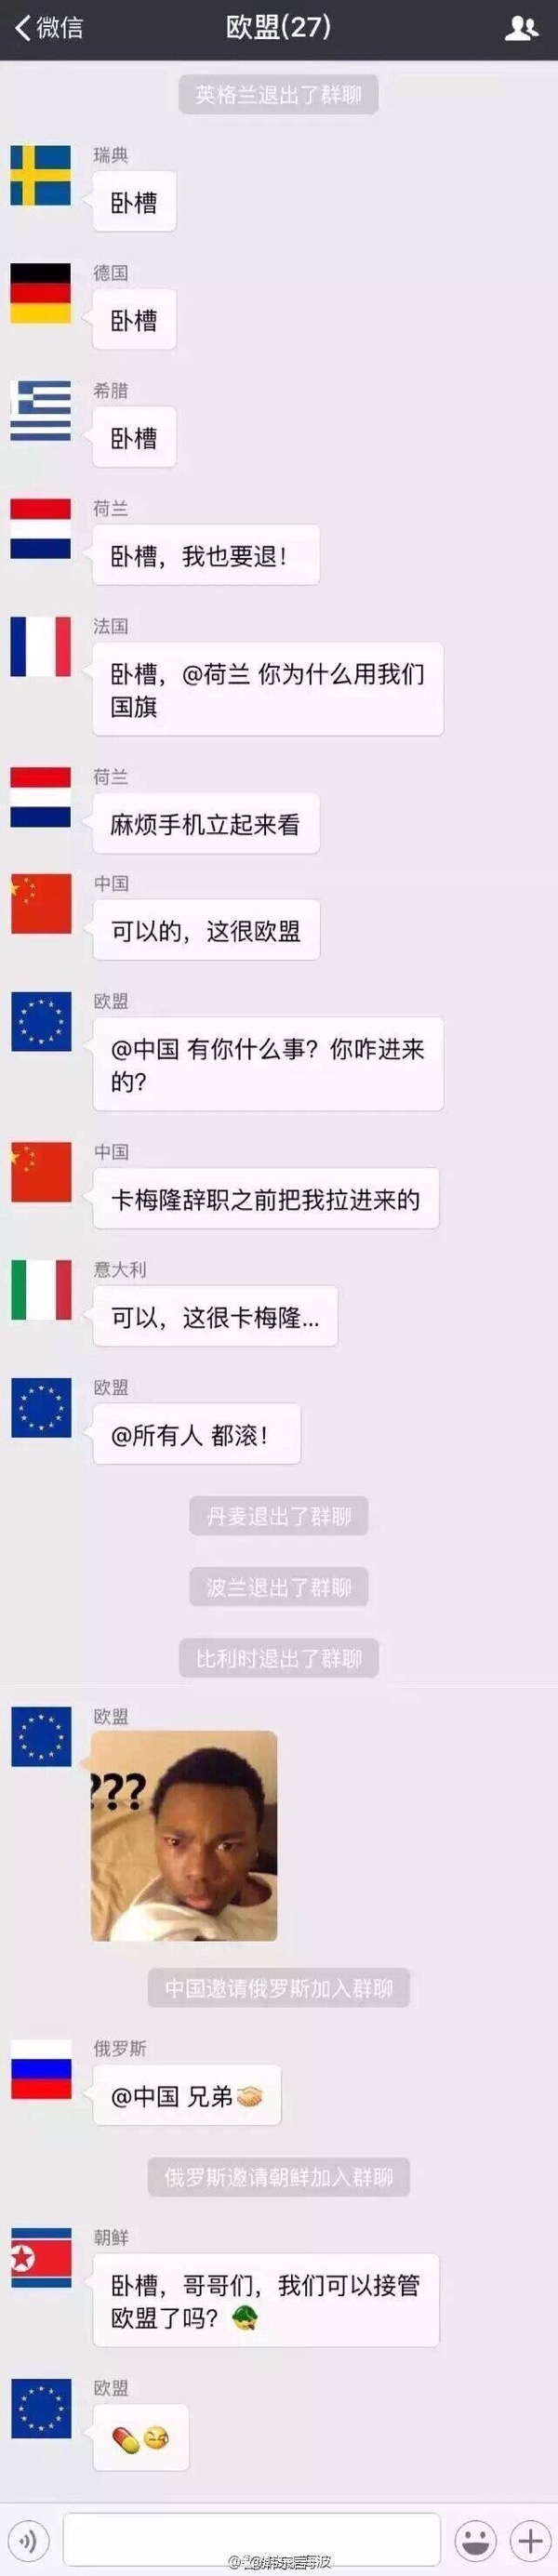 微信
欧盟(27)
英格兰退出了群聊
瑞典
卧槽
德国
卧槽
希腊
卧槽
荷兰
卧槽，我也要退！
法国
卧槽，@荷兰 你为什么用我们
国旗
荷兰
麻烦手机立起来看
中国
可以的，这很欧盟
欧盟
@中国 有你什么事？你咋进来
的？
中国
卡梅隆辞职之前把我拉进来的
意大利
可以，这很卡梅隆...
欧盟
@所有人 都滚！
丹麦退出了群聊
波兰退出了群聊
比利时退出了群聊
欧盟
???
中国邀请俄罗斯加入群聊
俄罗斯
@中国 兄弟
俄罗斯邀请朝鲜加入群聊
朝鲜
卧槽，哥哥们，我们可以接管
欧盟了吗？
欧盟